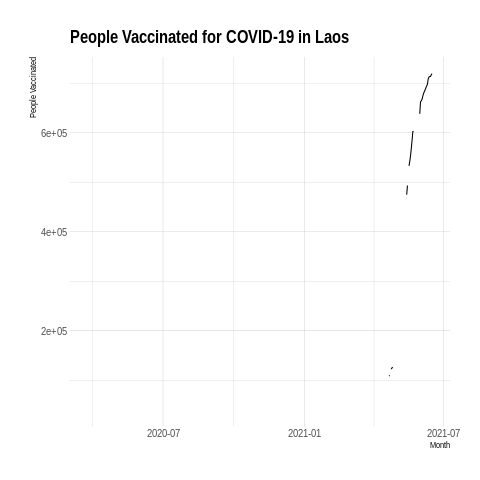 People Vaccinated for COVID-19 in Laos
People Vaccinated
6e+05
4e+05
2e+05
2020-07 2021-01 2021-07
Month